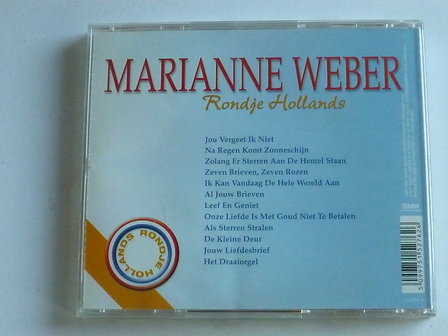 MARIANNE WEBER
Rondje Hollands
Jou Vergeet Ik Niet
Na Regen Komt Zonneschijn
Zolang Er Sterren Aan De Hemel Staan
Zeven Brieven, Zeven Rozen
Ik Kan Vandaag De Hele Wereld Aan
Al Jouw Brieven
Leef En Geniet
Onze Liefde Is Met Goud Niet Te Betalen
Als Sterren Stralen
De Kleine Deur
Jouw Liefdesbrief
Het Draaiorgel
HOLLANDS RONDJE